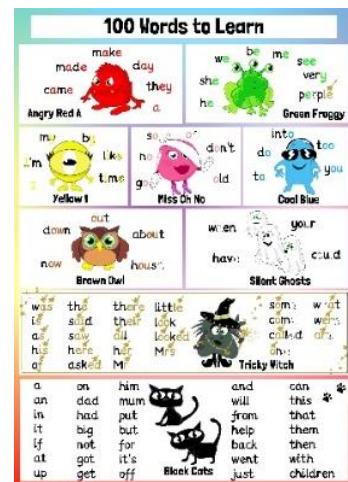 100 Words to Learn
make
made day
came they
a
Angry Red A
be
we me
see
she very
he
Green Froggy
my by
I'm like
time
Yellow I
so
no don't
go old
Miss Oh No
into
do too
to you
Cool Blue
out
down about
now house
Brown Owl
when your
have could
Silent Ghosts
was the there little
is said their look
as saw all looked
his here her Mrs
of asked Mr
some what
come were
called are
oh
Tricky Witch
a on him and can
an dad mum will this
in had put from that
it big but help them
if not for back then
at got it's went with
up get off just children
Black Cats